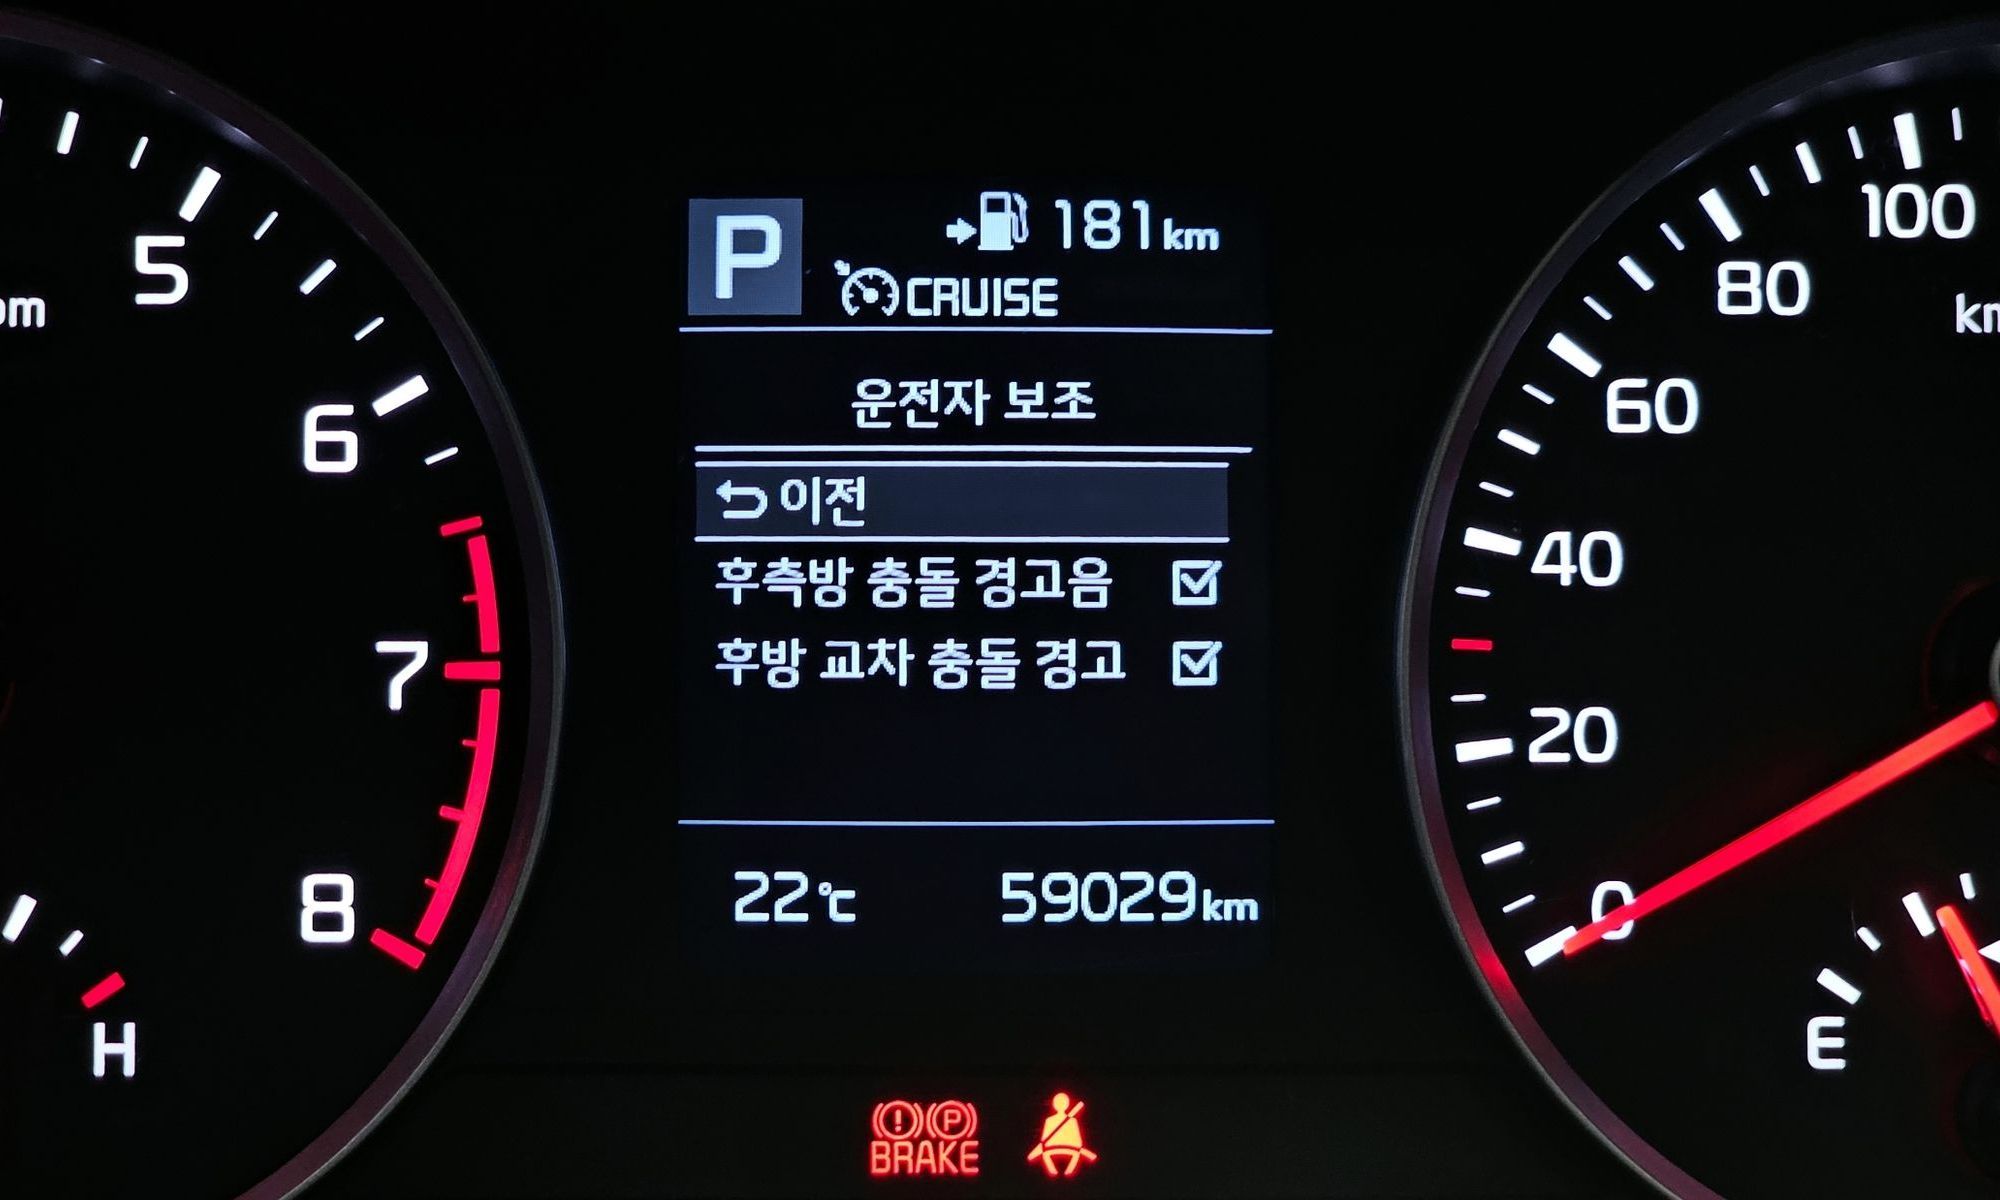 P
181km
CRUISE
운전자 보조
이전
후측방 충돌 경고음
후방 교차 충돌 경고
22℃
59029km
5
6
7
8
H
100
80
60
40
20
0
E
! P
BRAKE